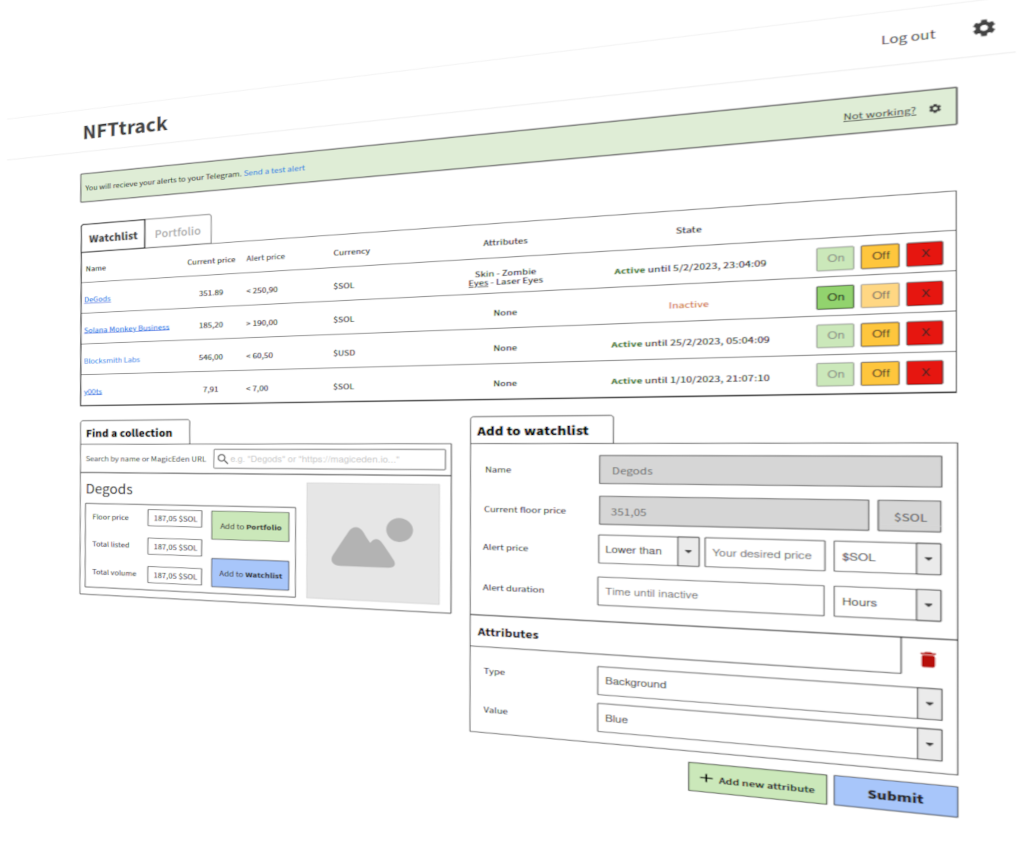 Log out
NFTtrack
Not working?
You will recieve your alerts to your Telegram. Send a test alert
Watchlist Portfolio
Name Current price Alert price Currency Attributes State
DeGods 351.89 < 250,90 $SOL Skin - Zombie Active until 5/2/2023, 23:04:09 On Off X
Eyes - Laser Eyes
Solana Monkey Business 185,20 > 190,00 $SOL None Inactive On Off X
Blocksmith Labs 546,00 < 60,50 $USD None Active until 25/2/2023, 05:04:09 On Off X
y00ts 7,91 < 7,00 $SOL None Active until 1/10/2023, 21:07:10 On Off X
Find a collection
Search by name or MagicEden URL e.g. "Degods" or "https://magiceden.io..."
Degods
Floor price 187,05 $SOL Add to Portfolio
Total listed 187,05 $SOL
Total volume 187,05 $SOL Add to Watchlist
Add to watchlist
Name Degods
Current floor price 351,05 $SOL
Alert price Lower than Your desired price $SOL
Alert duration Time until inactive Hours
Attributes
Type Background
Value Blue
+ Add new attribute Submit